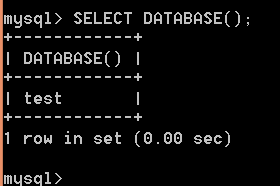 mysql> SELECT DATABASE();
+------------+
| DATABASE() |
+------------+
| test       |
+------------+
1 row in set (0.00 sec)
mysql>